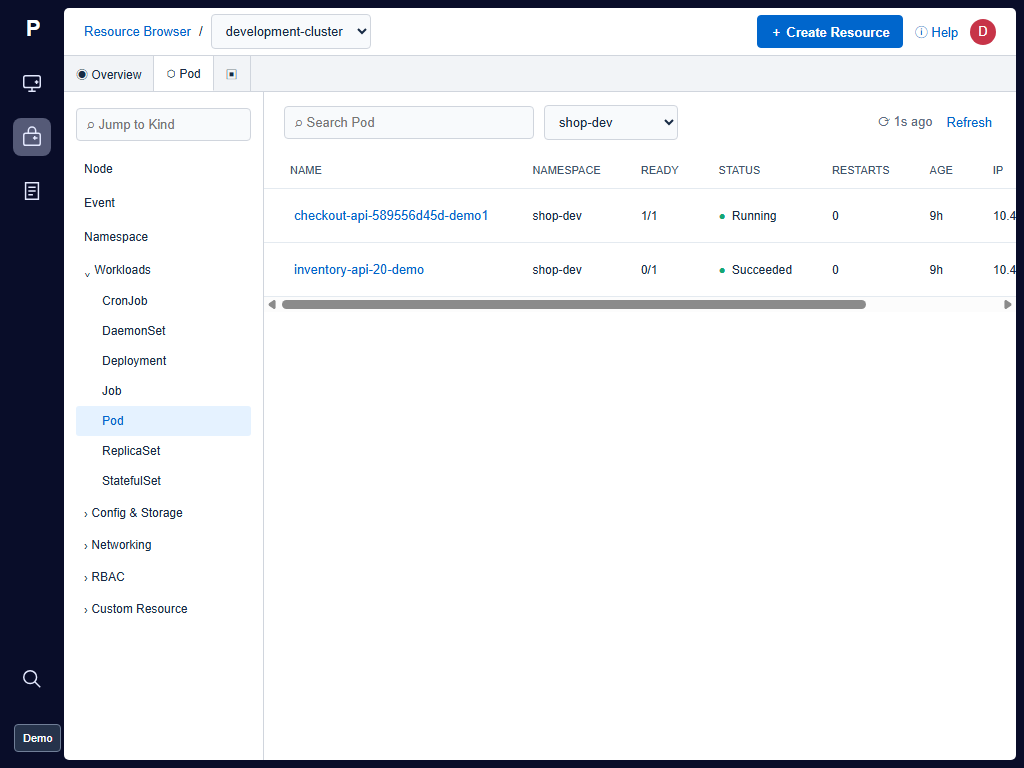 P
Resource Browser / development-cluster
+ Create Resource
Help
D
Overview
Pod
Jump to Kind
Search Pod
shop-dev
1s ago
Refresh
Node
Event
Namespace
Workloads
CronJob
DaemonSet
Deployment
Job
Pod
ReplicaSet
StatefulSet
Config & Storage
Networking
RBAC
Custom Resource
NAME NAMESPACE READY STATUS RESTARTS AGE IP
checkout-api-589556d45d-demo1 shop-dev 1/1 Running 0 9h 10.4
inventory-api-20-demo shop-dev 0/1 Succeeded 0 9h 10.4
Demo